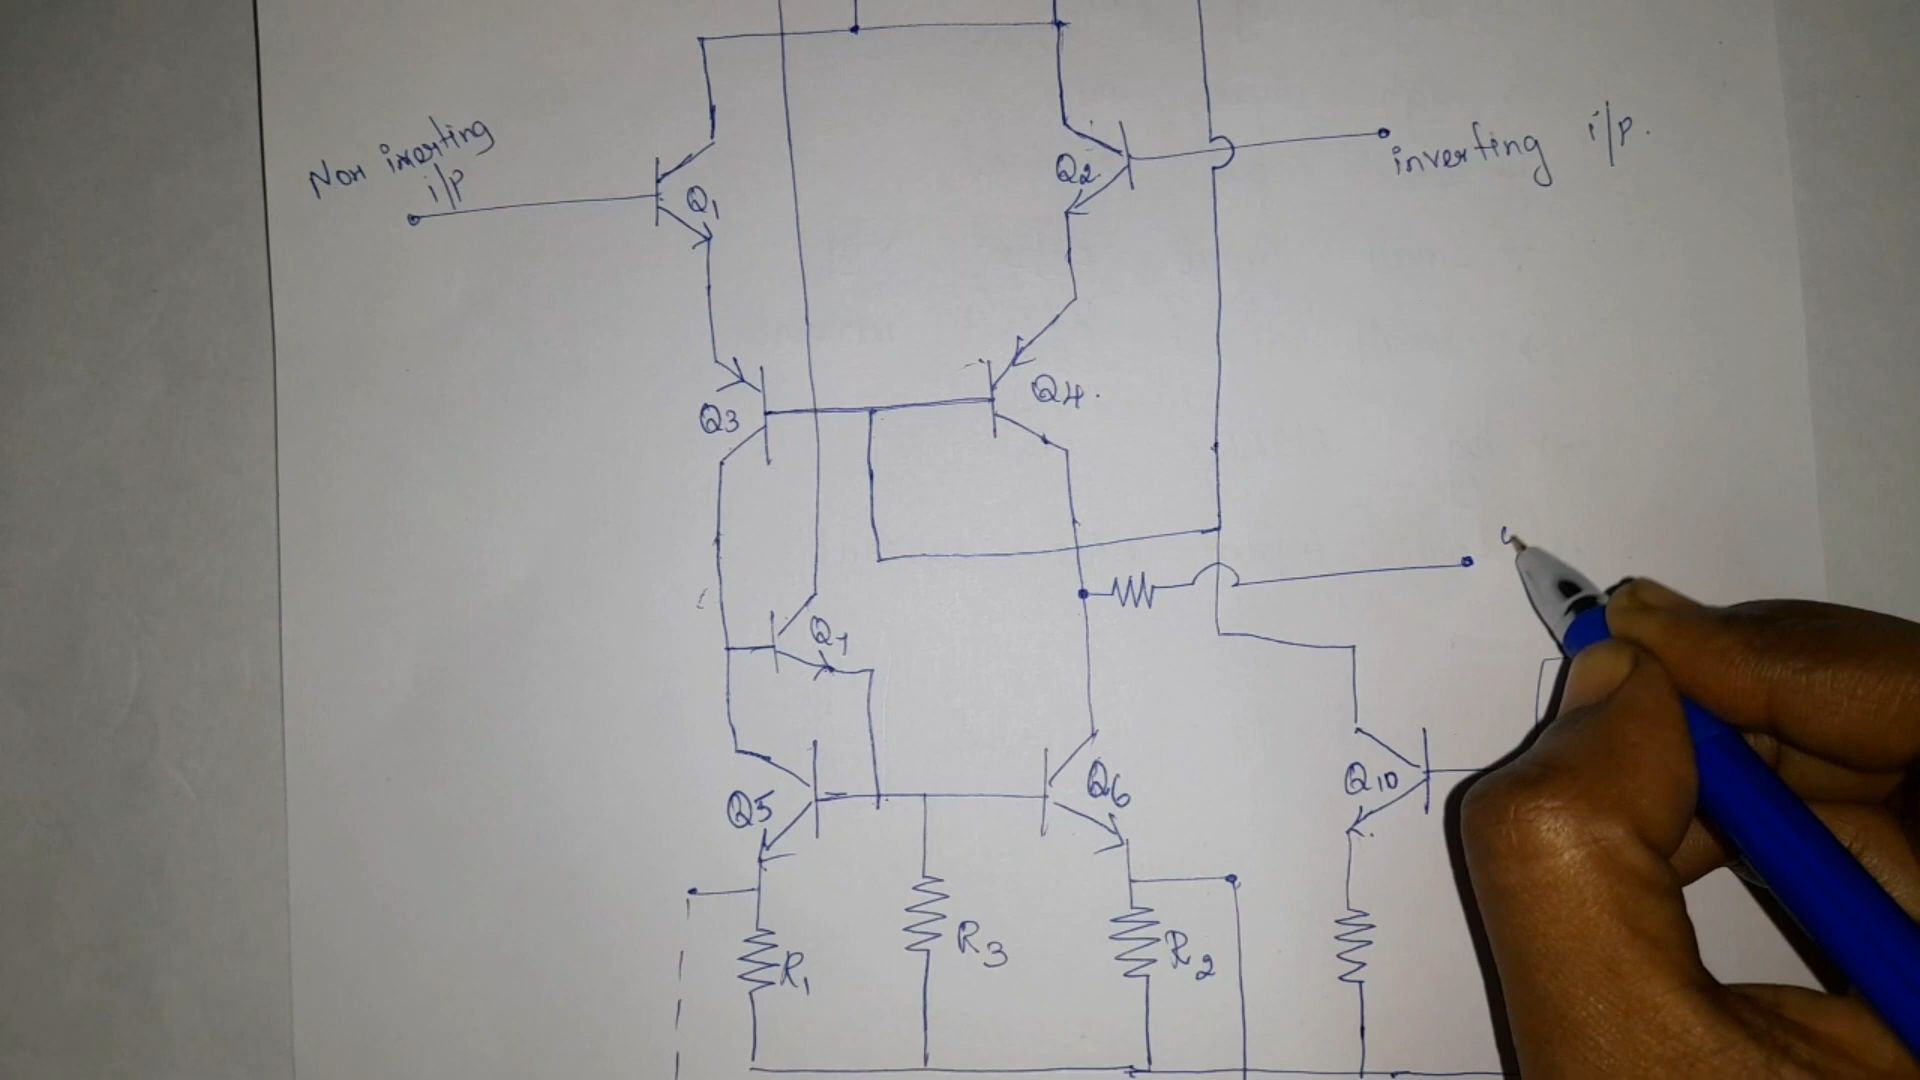 Non inverting
i/p
Q1
Q2
inverting i/p.
Q3
Q4.
Q7
Q5
Q6
Q10
R1
R3
R2